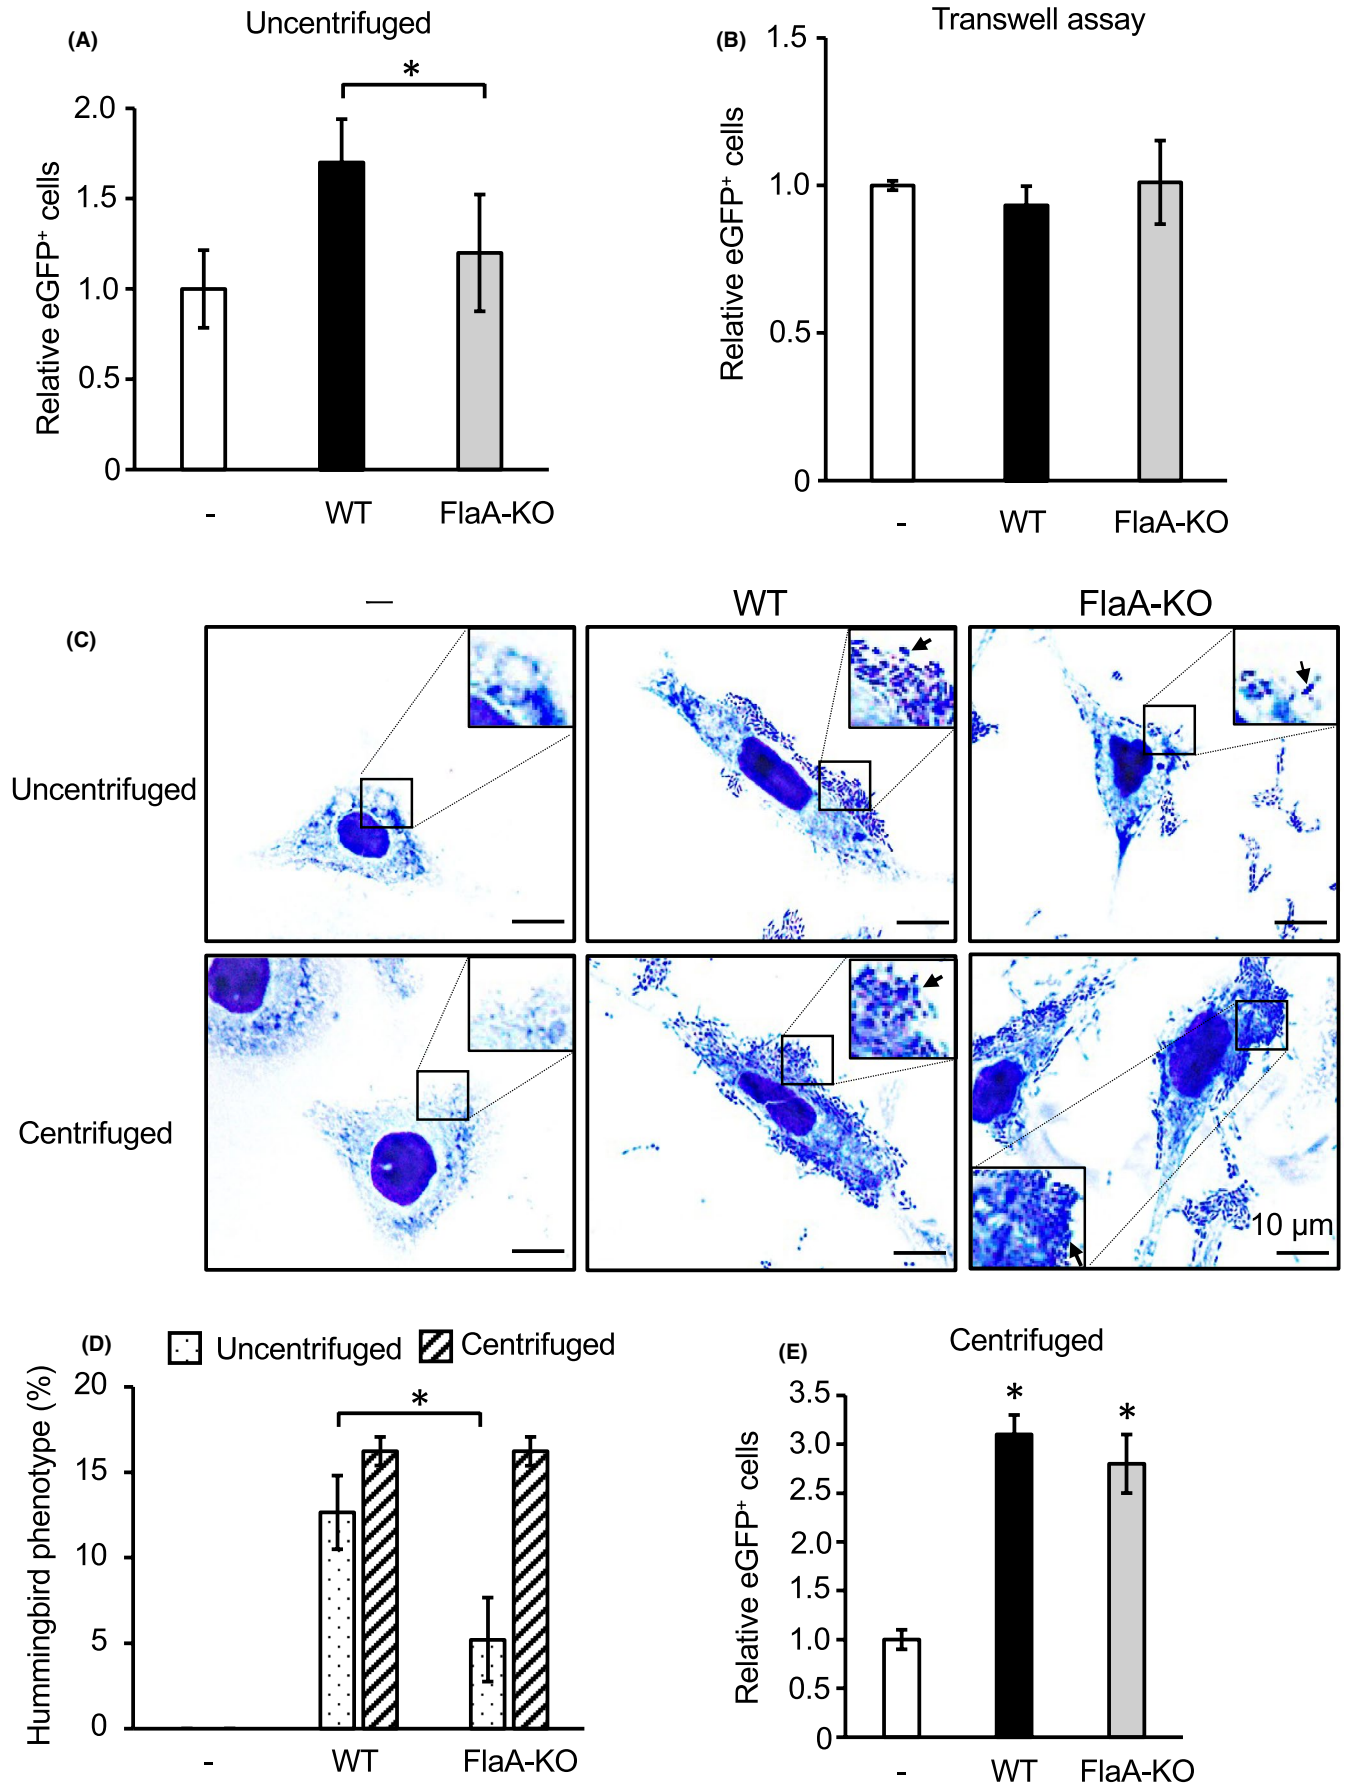 (A)
Uncentrifuged
*
Relative eGFP⁺ cells
2.0
1.5
1.0
0.5
0
-
WT
FlaA-KO
(B)
Transwell assay
Relative eGFP⁺ cells
1.5
1.0
0.5
0
-
WT
FlaA-KO
(C)
—
WT
FlaA-KO
Uncentrifuged
Centrifuged
10 µm
(D)
Uncentrifuged
Centrifuged
*
Hummingbird phenotype (%)
20
15
10
5
0
-
WT
FlaA-KO
(E)
Centrifuged
*
*
Relative eGFP⁺ cells
3.5
3.0
2.5
2.0
1.5
1.0
0.5
0
-
WT
FlaA-KO